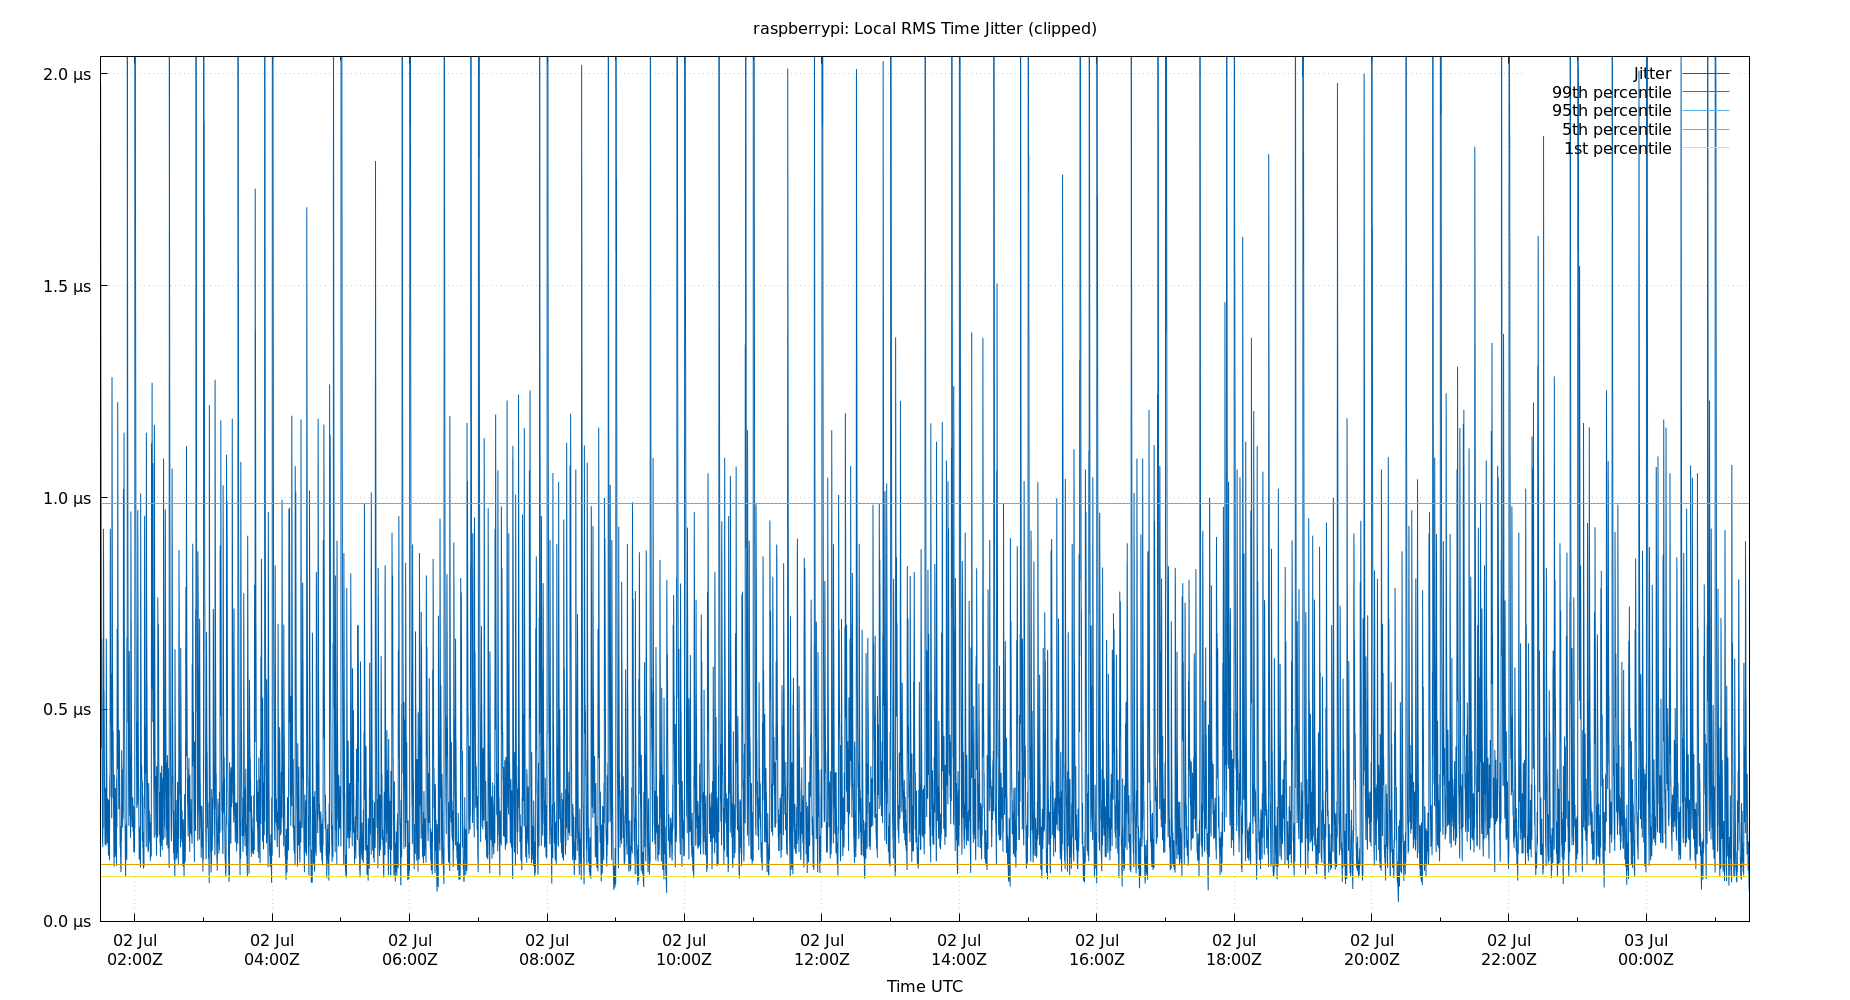 raspberrypi: Local RMS Time Jitter (clipped)
2.0 µs
1.5 µs
1.0 µs
0.5 µs
0.0 µs
Jitter
99th percentile
95th percentile
5th percentile
1st percentile
02 Jul 02 Jul 02 Jul 02 Jul 02 Jul 02 Jul 02 Jul 02 Jul 02 Jul 02 Jul 02 Jul 03 Jul
02:00Z 04:00Z 06:00Z 08:00Z 10:00Z 12:00Z 14:00Z 16:00Z 18:00Z 20:00Z 22:00Z 00:00Z
Time UTC